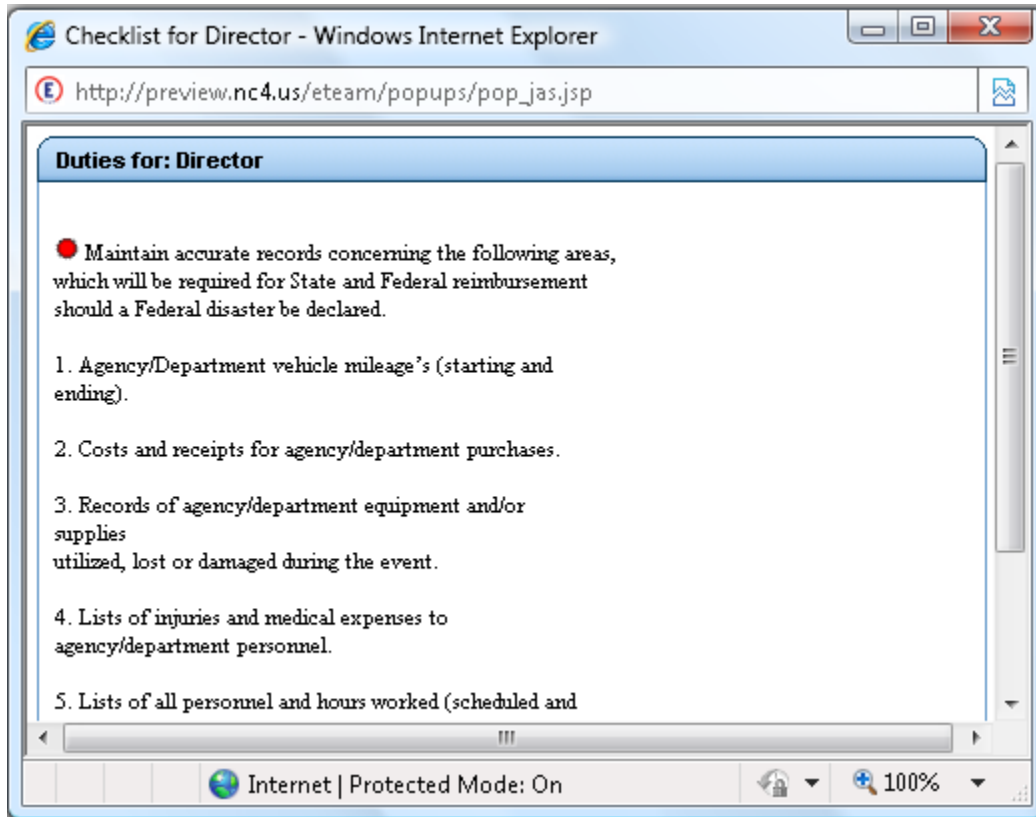 Checklist for Director - Windows Internet Explorer
http://preview.nc4.us/eteam/popups/pop_jas.jsp
Duties for: Director
Maintain accurate records concerning the following areas,
which will be required for State and Federal reimbursement
should a Federal disaster be declared.
1. Agency/Department vehicle mileage’s (starting and
ending).
2. Costs and receipts for agency/department purchases.
3. Records of agency/department equipment and/or
supplies
utilized, lost or damaged during the event.
4. Lists of injuries and medical expenses to
agency/department personnel.
5. Lists of all personnel and hours worked (scheduled and
Internet | Protected Mode: On
100%